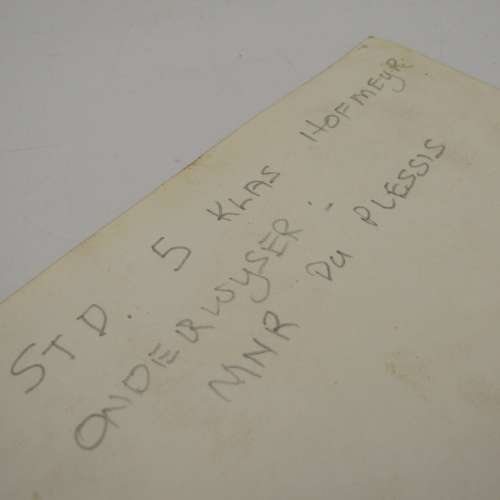 STD. 5 KLAS HOFMEYR
ONDERWYSER:-
MNR DU PLESSIS